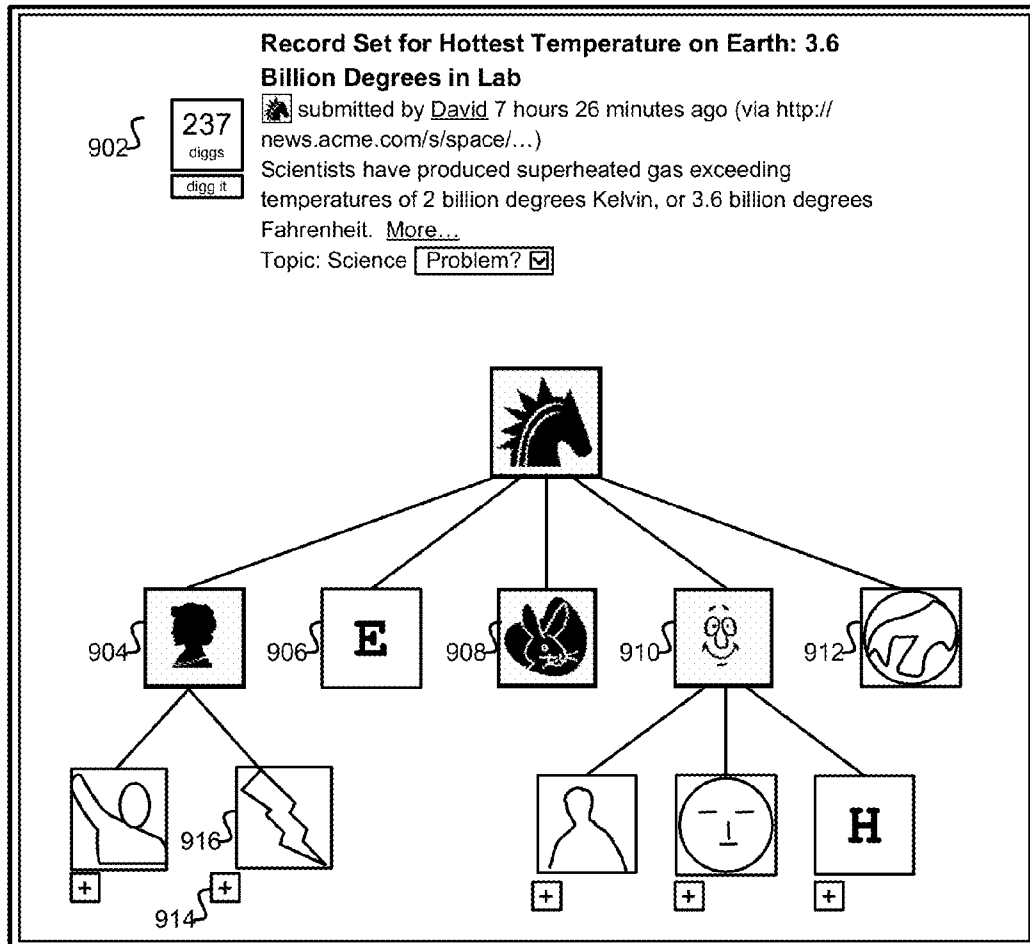 Record Set for Hottest Temperature on Earth: 3.6
Billion Degrees in Lab
submitted by David 7 hours 26 minutes ago (via http://
news.acme.com/s/space/...)
Scientists have produced superheated gas exceeding
temperatures of 2 billion degrees Kelvin, or 3.6 billion degrees
Fahrenheit. More...
Topic: Science Problem?
902
237
diggs
digg it
904
906
E
908
910
912
916
H
+
+
+
+
+
914